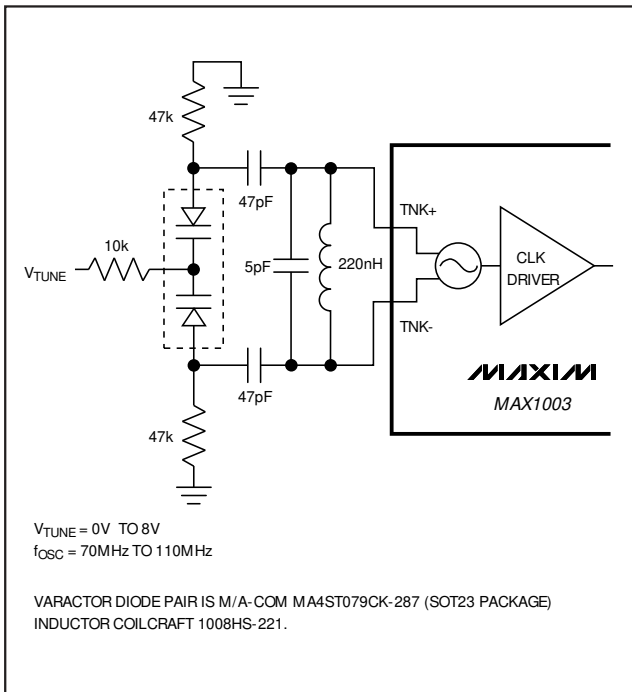 47k
47pF
TNK+
10k
VTUNE
5pF
220nH
CLK
DRIVER
TNK-
MAXIM
MAX1003
47pF
47k
VTUNE = 0V TO 8V
fOSC = 70MHz TO 110MHz
VARACTOR DIODE PAIR IS M/A-COM MA4ST079CK-287 (SOT23 PACKAGE)
INDUCTOR COILCRAFT 1008HS-221.